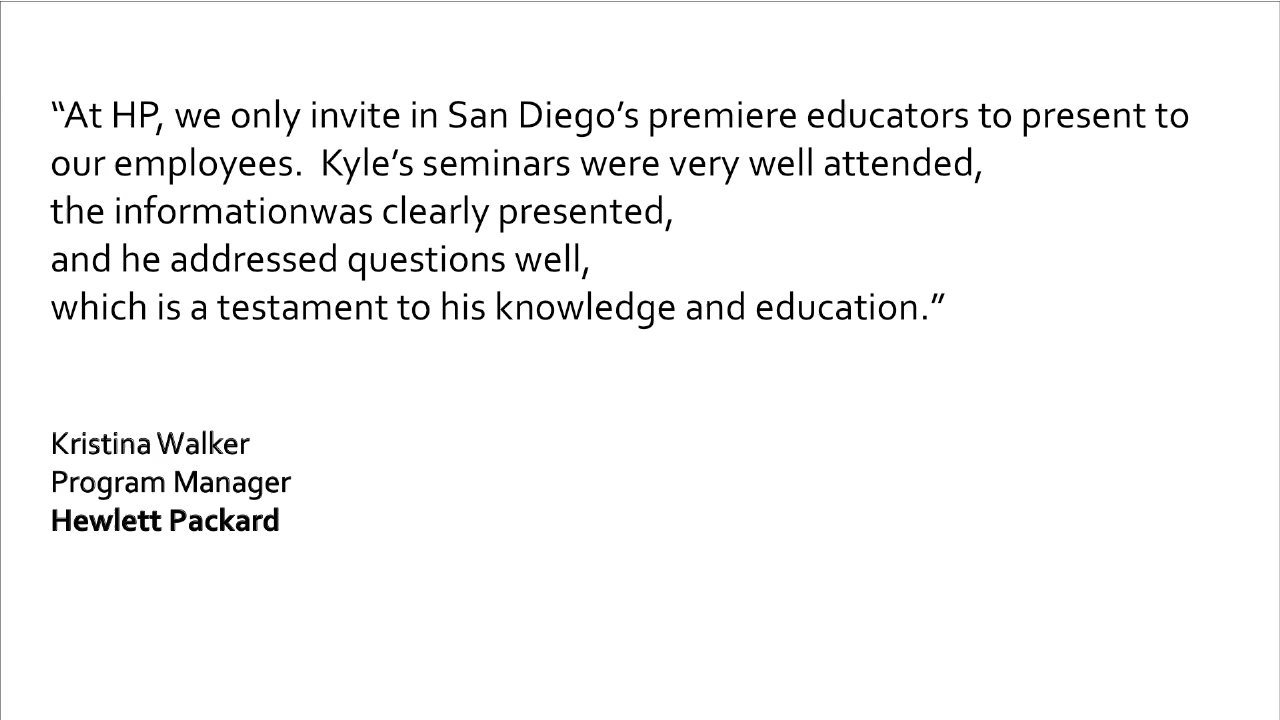 “At HP, we only invite in San Diego’s premiere educators to present to
our employees.  Kyle’s seminars were very well attended,
the informationwas clearly presented,
and he addressed questions well,
which is a testament to his knowledge and education.”
Kristina Walker
Program Manager
Hewlett Packard